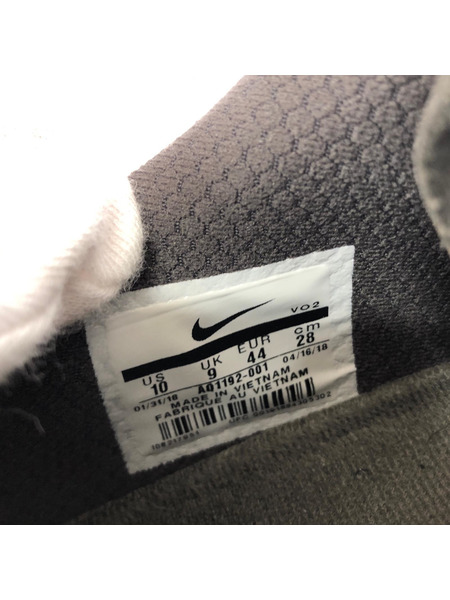 VO2
US UK EUR cm
10 9 44 28
01/31/18 AQ1192-001 04/16/18
MADE IN VIETNAM
FABRIQUE AU VIETNAM